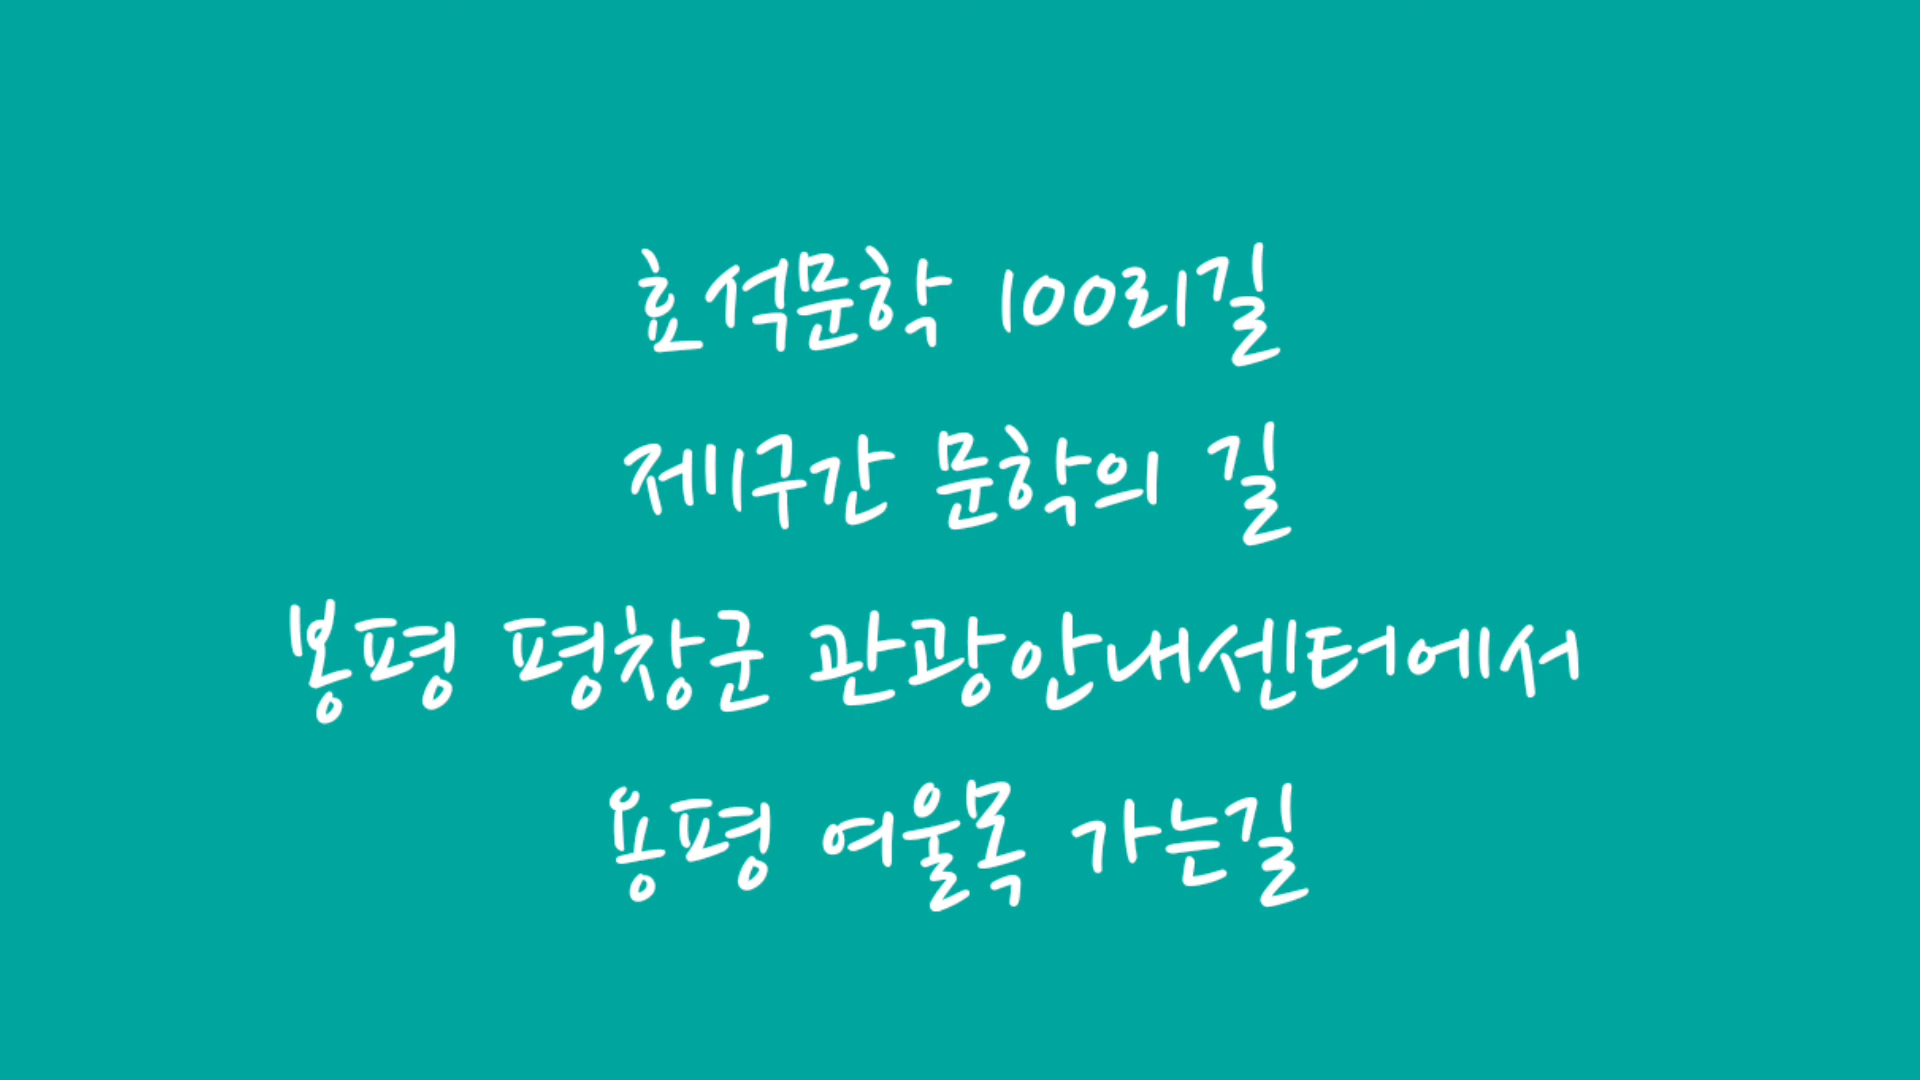 효석문학 100리길
제1구간 문학의 길
봉평 평창군 관광안내센터에서
용평 여울목 가는길